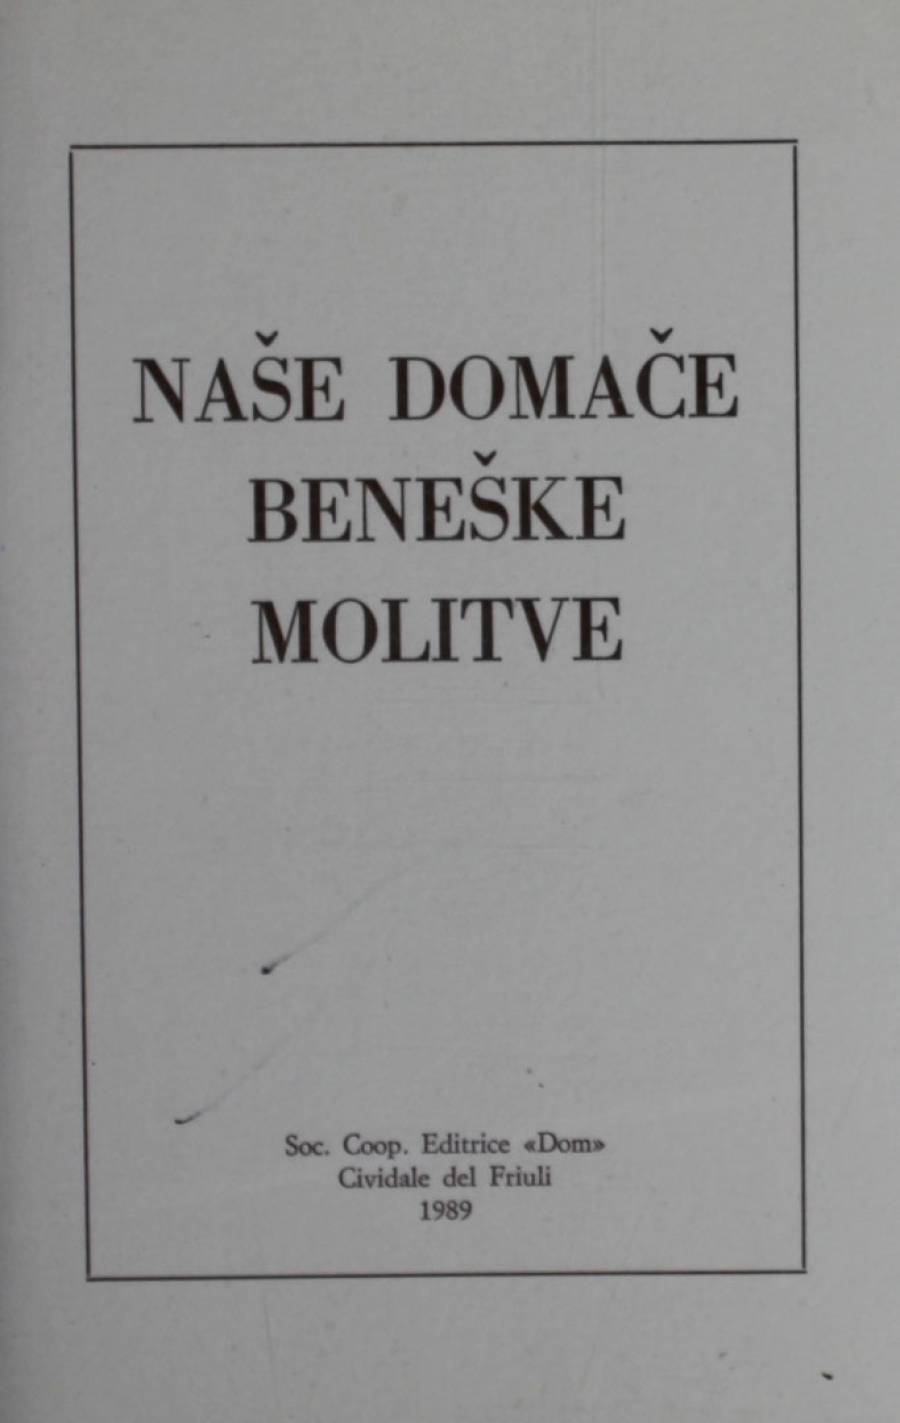 NAŠE DOMAČE
BENEŠKE
MOLITVE
Soc. Coop. Editrice «Dom»
Cividale del Friuli
1989